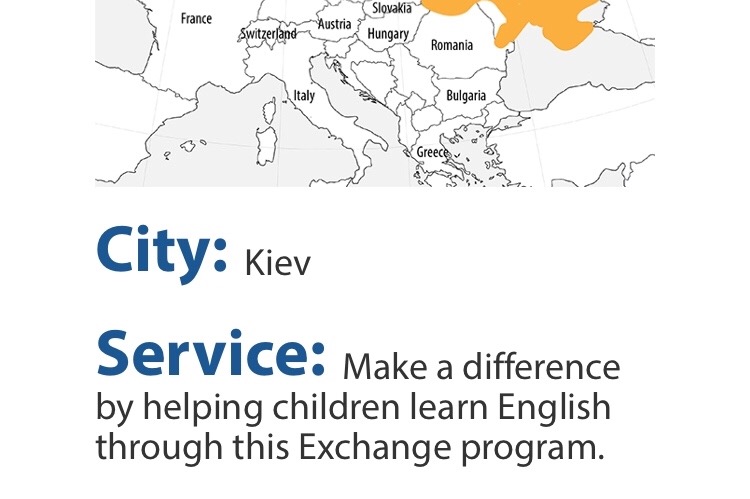 Slovakia
France
Austria
Switzerland
Hungary
Romania
Italy
Bulgaria
Greece
City: Kiev
Service: Make a difference
by helping children learn English
through this Exchange program.